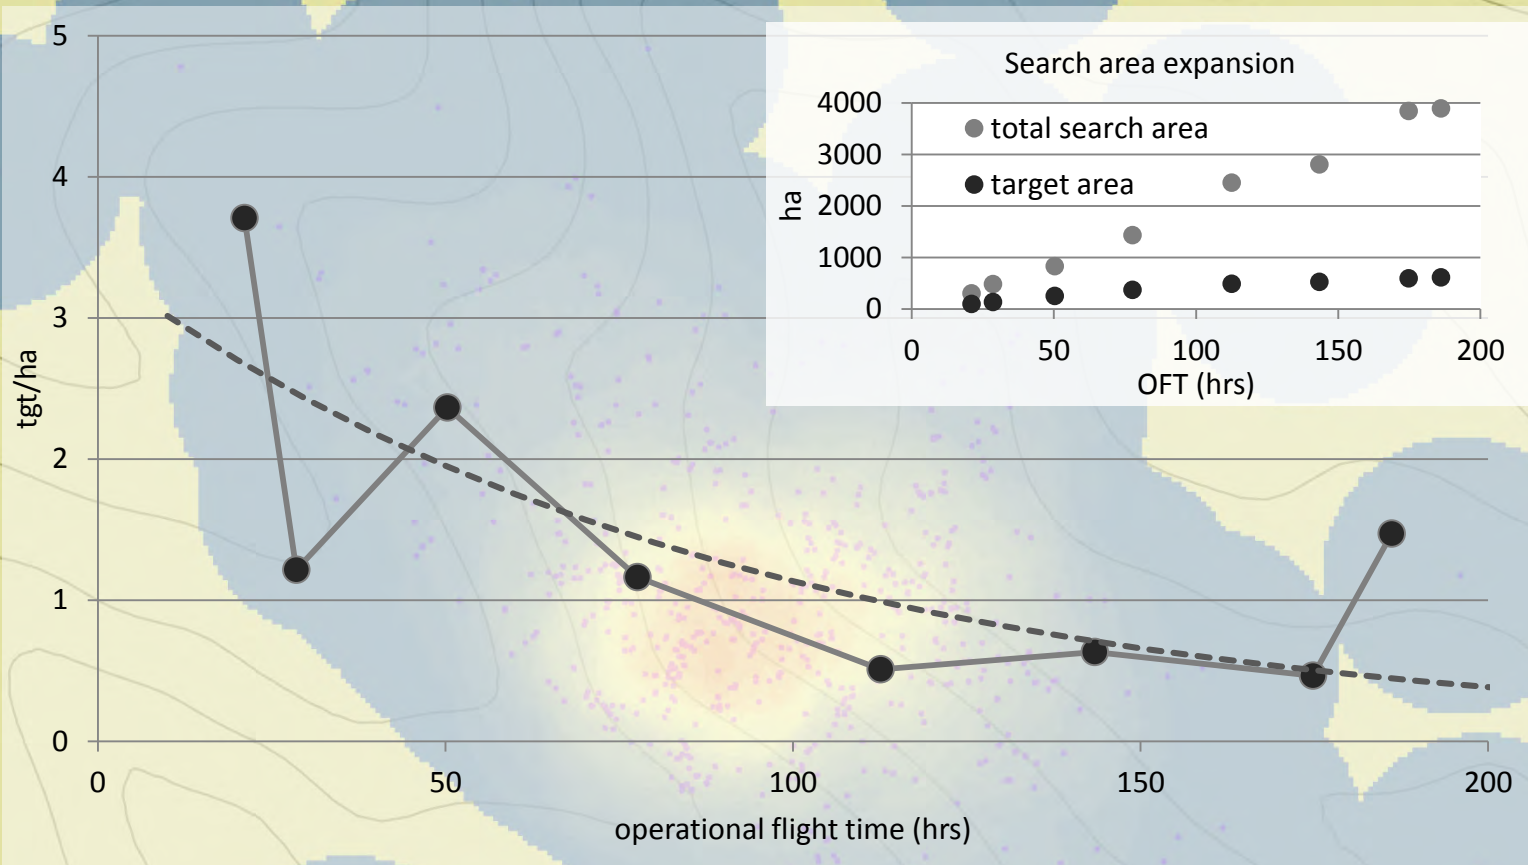 5
4
3
2
1
0
tgt/ha
0 50 100 150 200
operational flight time (hrs)
Search area expansion
4000
3000
2000
1000
0
ha
total search area
target area
0 50 100 150 200
OFT (hrs)